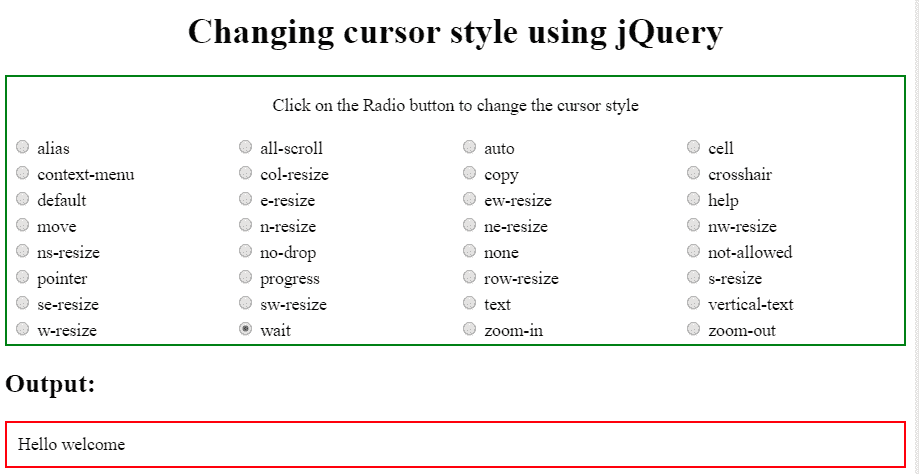 Changing cursor style using jQuery
Click on the Radio button to change the cursor style
alias all-scroll auto cell
context-menu col-resize copy crosshair
default e-resize ew-resize help
move n-resize ne-resize nw-resize
ns-resize no-drop none not-allowed
pointer progress row-resize s-resize
se-resize sw-resize text vertical-text
w-resize wait zoom-in zoom-out
Output:
Hello welcome